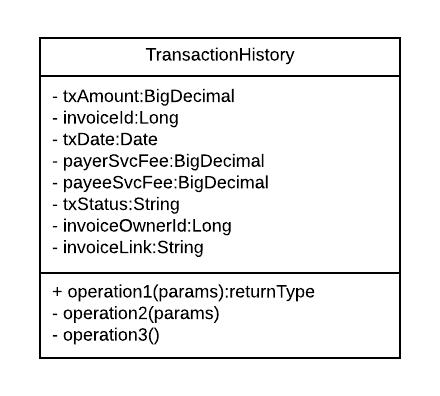 TransactionHistory
- txAmount:BigDecimal
- invoiceId:Long
- txDate:Date
- payerSvcFee:BigDecimal
- payeeSvcFee:BigDecimal
- txStatus:String
- invoiceOwnerId:Long
- invoiceLink:String
+ operation1(params):returnType
- operation2(params)
- operation3()